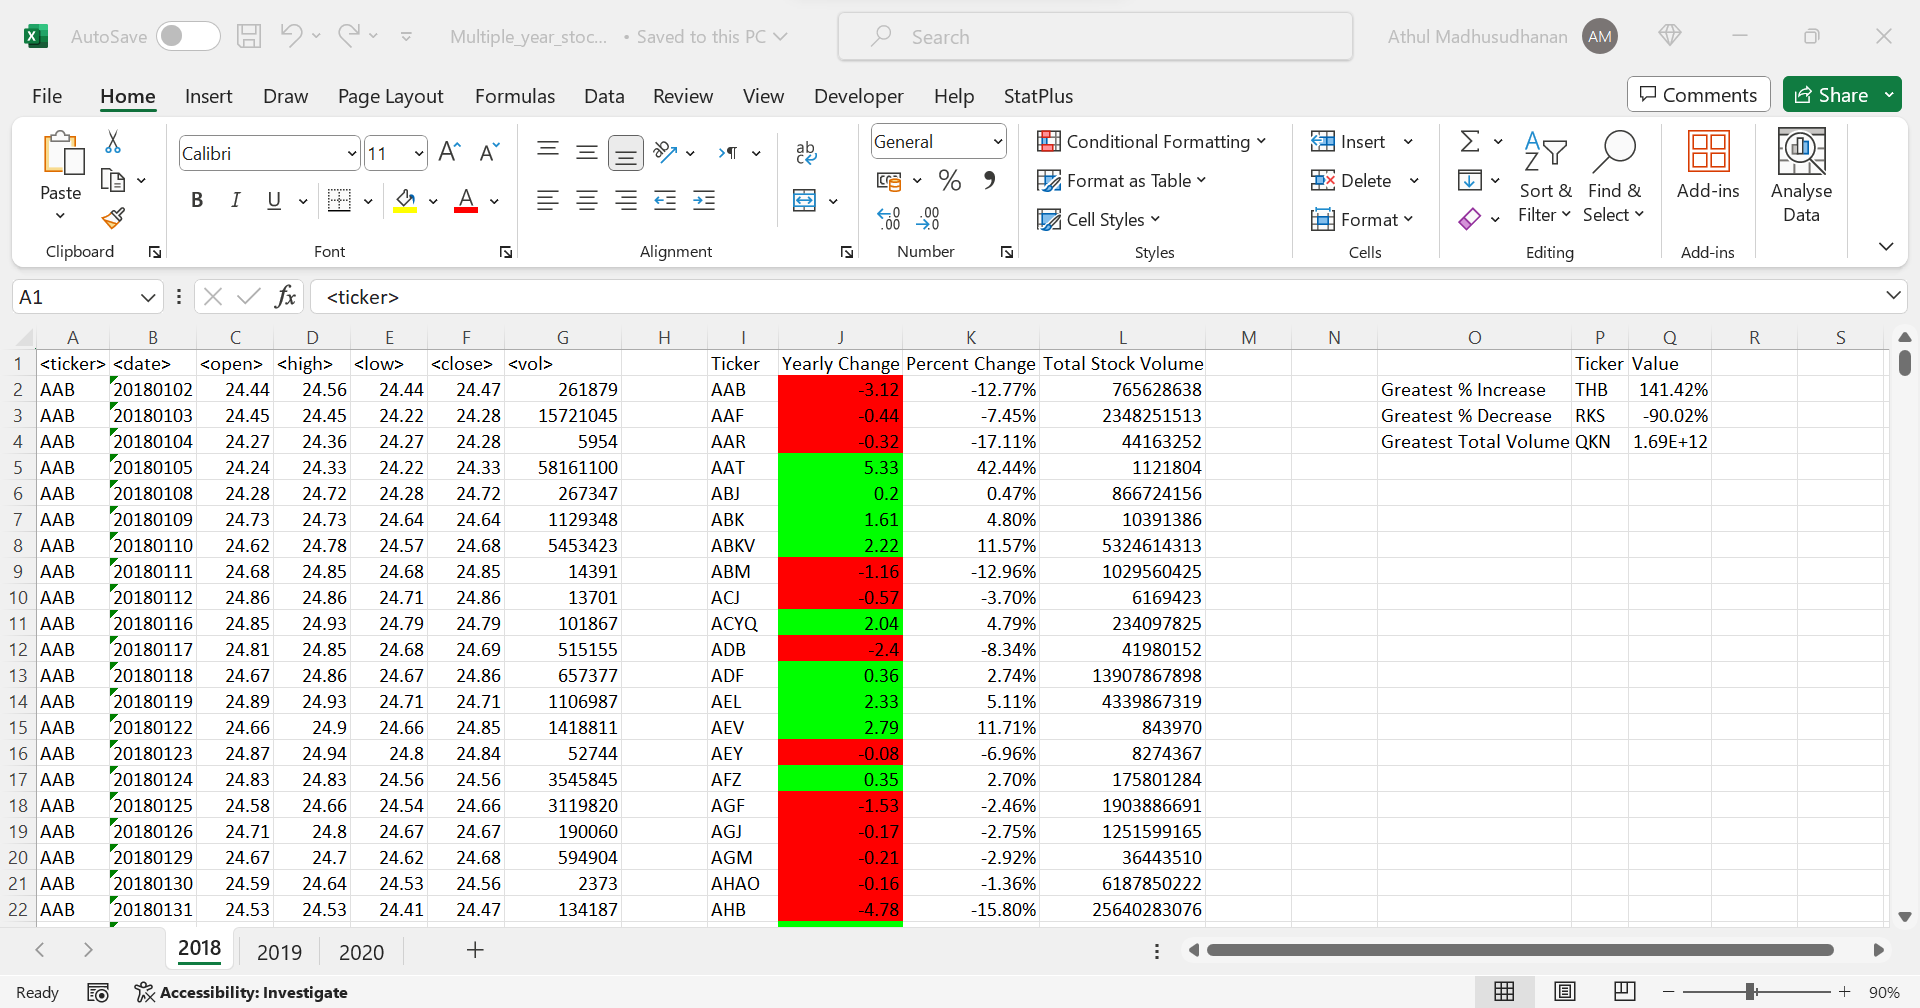 AutoSave Multiple_year_stoc... • Saved to this PC Search Athul Madhusudhanan AM
File Home Insert Draw Page Layout Formulas Data Review View Developer Help StatPlus Comments Share
Paste Calibri 11 General Conditional Formatting Insert Sort & Find & Add-ins Analyse
B I U Format as Table Delete Filter Select Data
Cell Styles Format
Clipboard Font Alignment Number Styles Cells Editing Add-ins
A1 fx <ticker>
A B C D E F G H I J K L M N O P Q R S
1 <ticker> <date> <open> <high> <low> <close> <vol> Ticker Yearly Change Percent Change Total Stock Volume Ticker Value
2 AAB 20180102 24.44 24.56 24.44 24.47 261879 AAB -3.12 -12.77% 765628638 Greatest % Increase THB 141.42%
3 AAB 20180103 24.45 24.45 24.22 24.28 15721045 AAF -0.44 -7.45% 2348251513 Greatest % Decrease RKS -90.02%
4 AAB 20180104 24.27 24.36 24.27 24.28 5954 AAR -0.32 -17.11% 44163252 Greatest Total Volume QKN 1.69E+12
5 AAB 20180105 24.24 24.33 24.22 24.33 58161100 AAT 5.33 42.44% 1121804
6 AAB 20180108 24.28 24.72 24.28 24.72 267347 ABJ 0.2 0.47% 866724156
7 AAB 20180109 24.73 24.73 24.64 24.64 1129348 ABK 1.61 4.80% 10391386
8 AAB 20180110 24.62 24.78 24.57 24.68 5453423 ABKV 2.22 11.57% 5324614313
9 AAB 20180111 24.68 24.85 24.68 24.85 14391 ABM -1.16 -12.96% 1029560425
10 AAB 20180112 24.86 24.86 24.71 24.86 13701 ACJ -0.57 -3.70% 6169423
11 AAB 20180116 24.85 24.93 24.79 24.79 101867 ACYQ 2.04 4.79% 234097825
12 AAB 20180117 24.81 24.85 24.68 24.69 515155 ADB -2.4 -8.34% 41980152
13 AAB 20180118 24.67 24.86 24.67 24.86 657377 ADF 0.36 2.74% 13907867898
14 AAB 20180119 24.89 24.93 24.71 24.71 1106987 AEL 2.33 5.11% 4339867319
15 AAB 20180122 24.66 24.9 24.66 24.85 1418811 AEV 2.79 11.71% 843970
16 AAB 20180123 24.87 24.94 24.8 24.84 52744 AEY -0.08 -6.96% 8274367
17 AAB 20180124 24.83 24.83 24.56 24.56 3545845 AFZ 0.35 2.70% 175801284
18 AAB 20180125 24.58 24.66 24.54 24.66 3119820 AGF -1.53 -2.46% 1903886691
19 AAB 20180126 24.71 24.8 24.67 24.67 190060 AGJ -0.17 -2.75% 1251599165
20 AAB 20180129 24.67 24.7 24.62 24.68 594904 AGM -0.21 -2.92% 36443510
21 AAB 20180130 24.59 24.64 24.53 24.56 2373 AHAO -0.16 -1.36% 6187850222
22 AAB 20180131 24.53 24.53 24.41 24.47 134187 AHB -4.78 -15.80% 25640283076
2018 2019 2020
Ready Accessibility: Investigate 90%